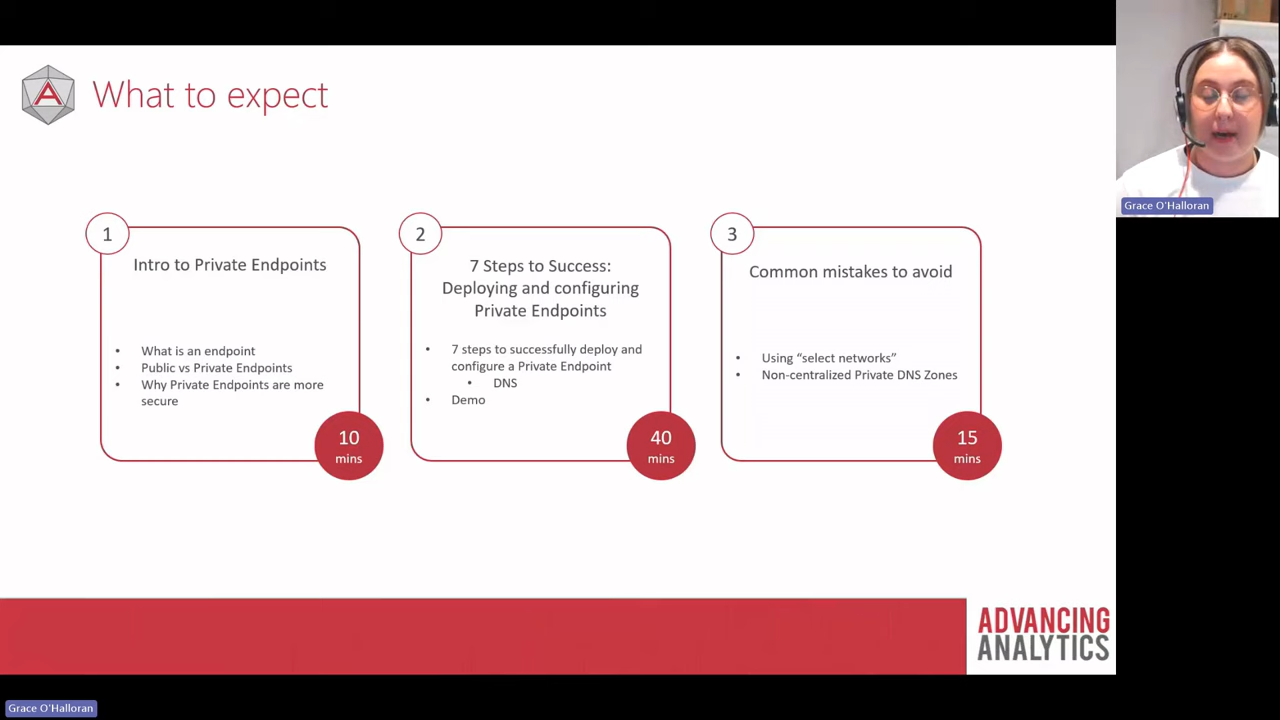 What to expect
1
Intro to Private Endpoints
• What is an endpoint
• Public vs Private Endpoints
• Why Private Endpoints are more
secure
10
mins
2
7 Steps to Success:
Deploying and configuring
Private Endpoints
• 7 steps to successfully deploy and
configure a Private Endpoint
• DNS
• Demo
40
mins
3
Common mistakes to avoid
• Using “select networks”
• Non-centralized Private DNS Zones
15
mins
ADVANCING
ANALYTICS
Grace O'Halloran
Grace O'Halloran